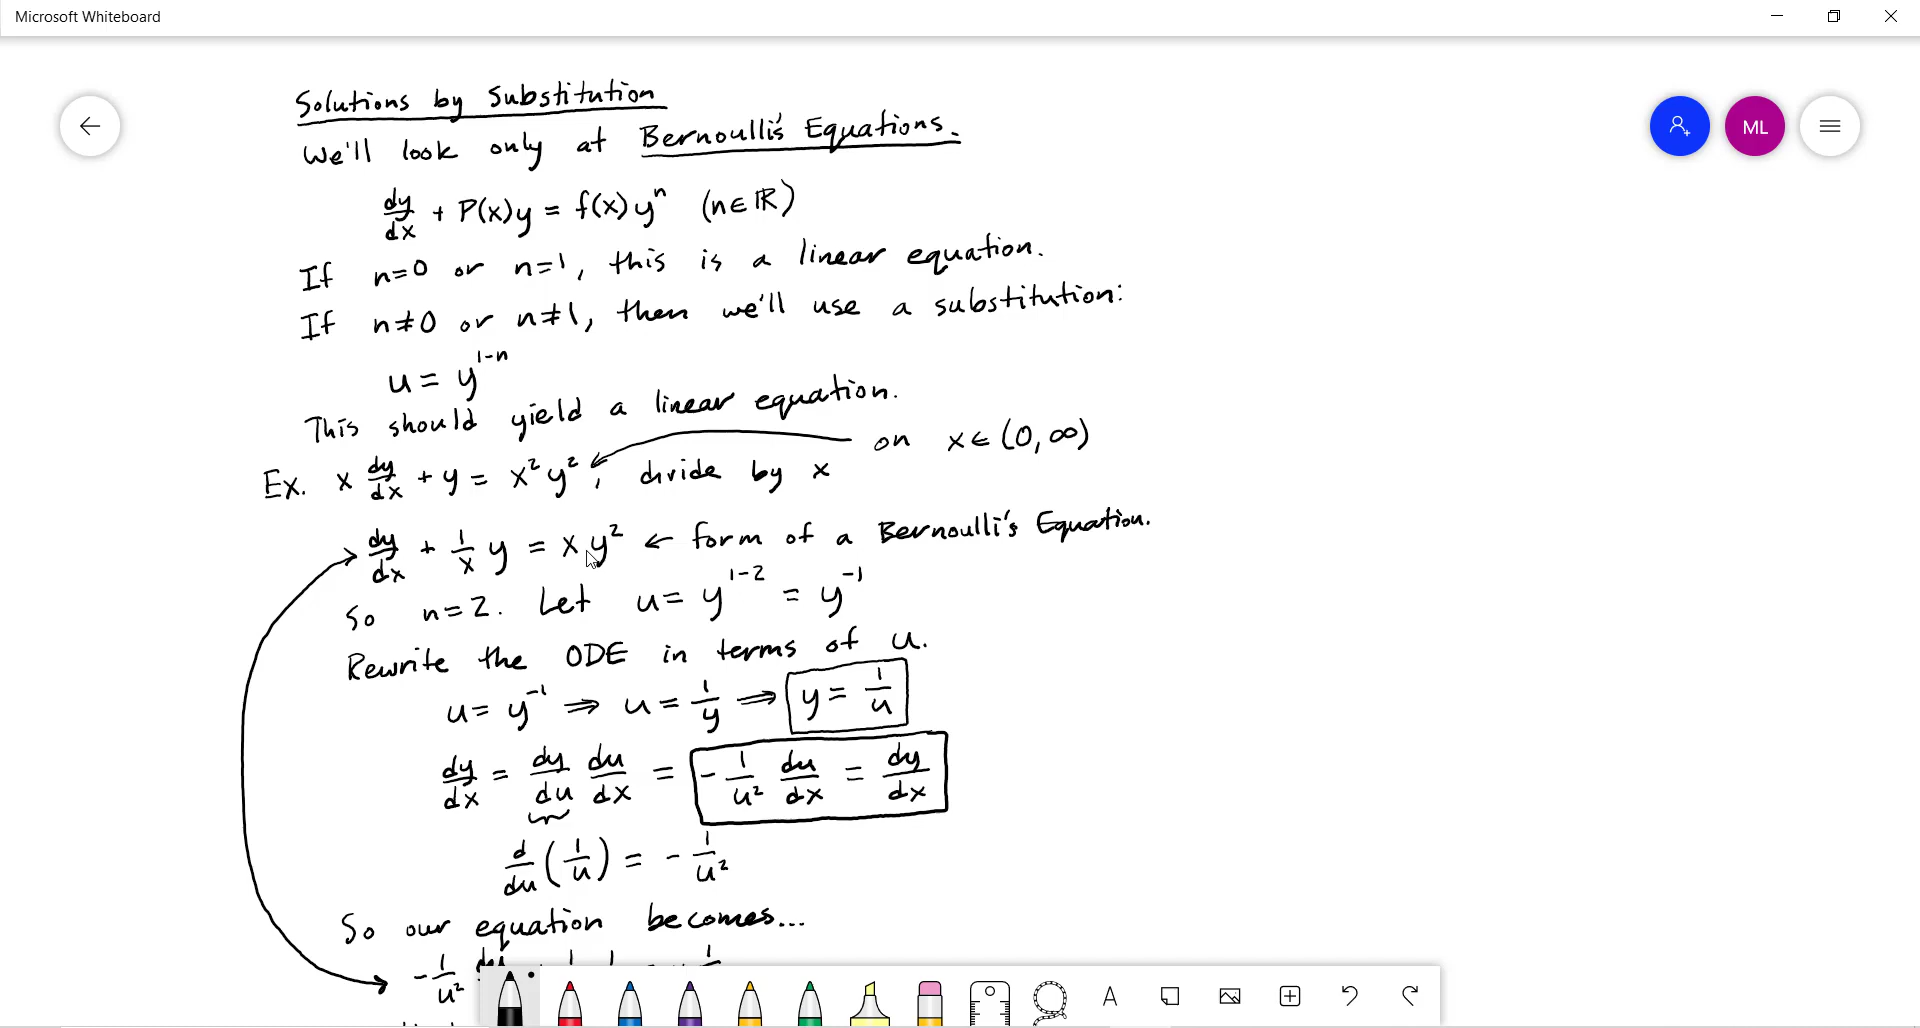 Microsoft Whiteboard
ML
Solutions by Substitution
We'll look only at Bernoulli's Equations.
dy/dx + P(x)y = f(x)yⁿ (n∈ℝ)
If n=0 or n=1, this is a linear equation.
If n≠0 or n≠1, then we'll use a substitution:
u = y^(1-n)
This should yield a linear equation.
Ex. x dy/dx + y = x²y², divide by x on x∈(0,∞)
dy/dx + 1/x y = x y² ← form of a Bernoulli's Equation.
So n=2. Let u = y^(1-2) = y⁻¹
Rewrite the ODE in terms of u.
u = y⁻¹ ⇒ u = 1/y ⇒ y = 1/u
dy/dx = dy/du du/dx = -1/u² du/dx = dy/dx
d/du (1/u) = -1/u²
So our equation becomes...
-1/u²
A